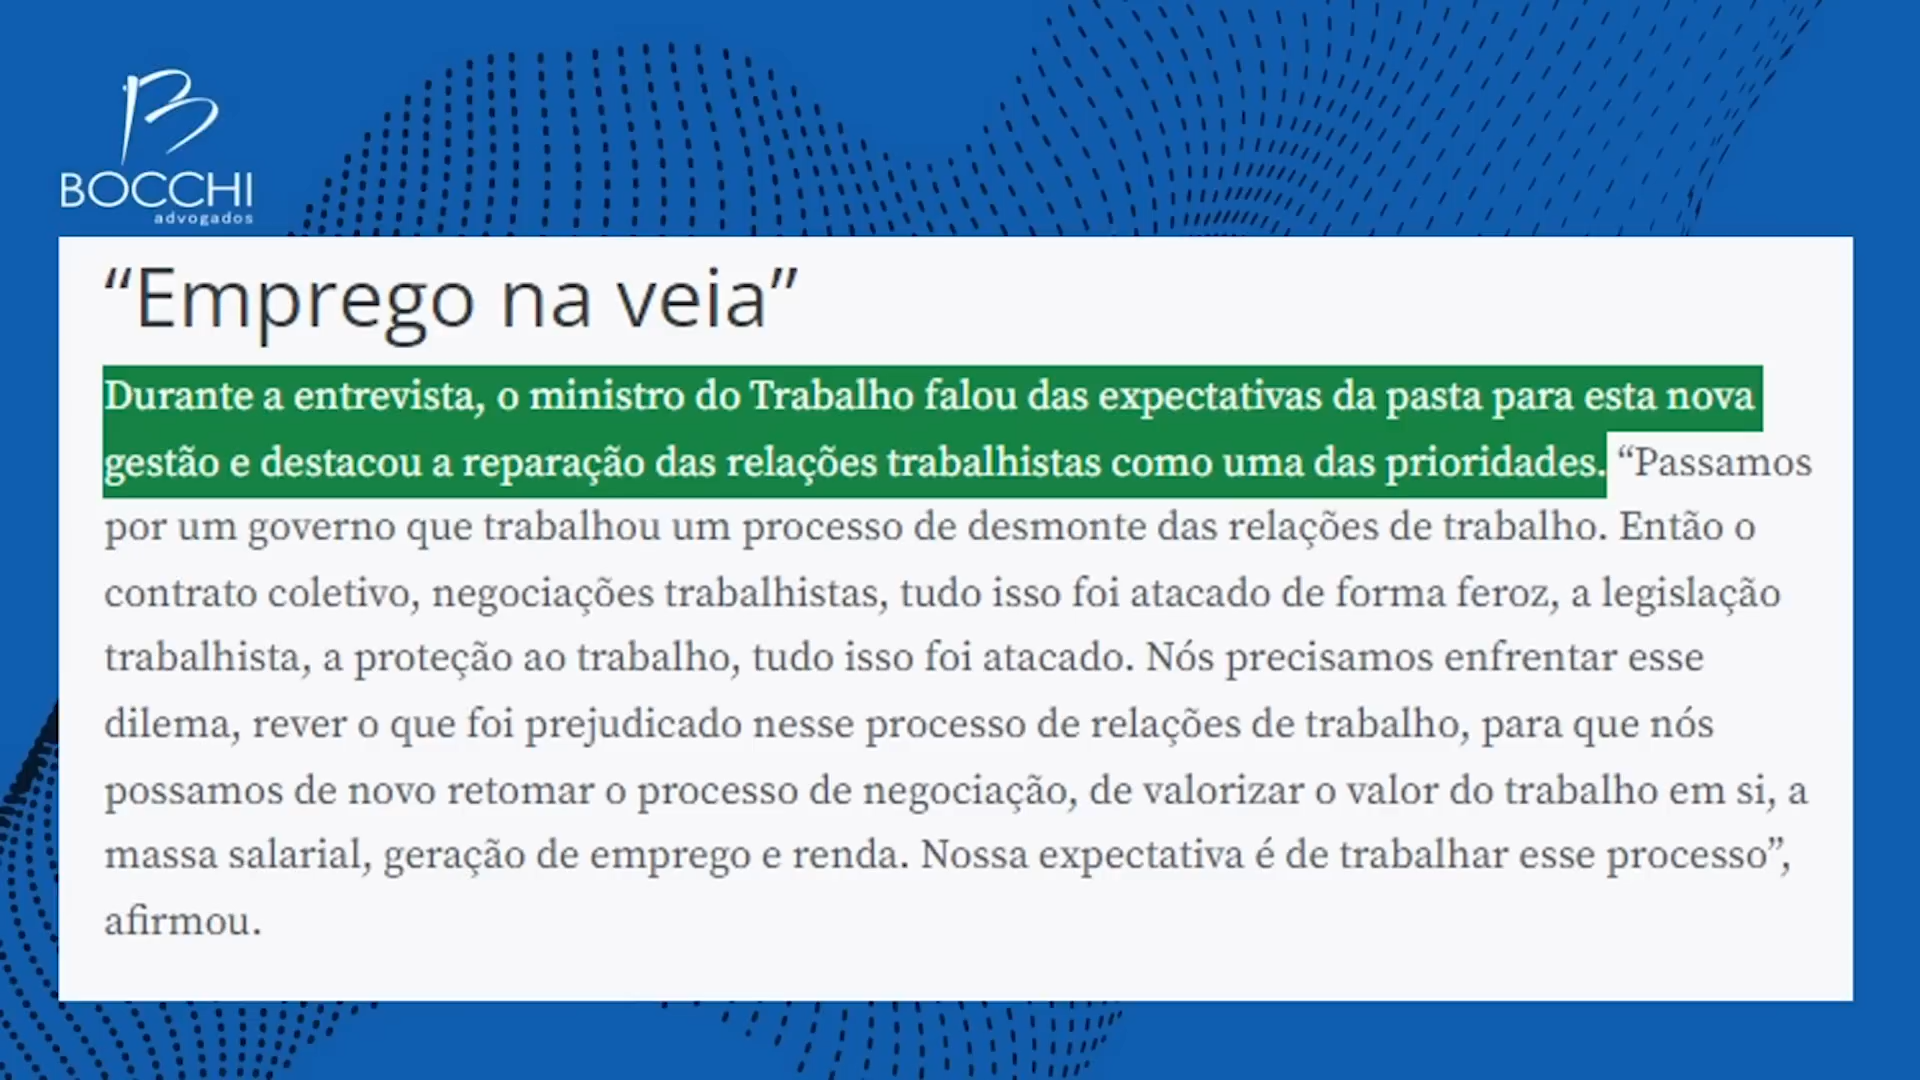 BOCCHI
advogados
“Emprego na veia”
Durante a entrevista, o ministro do Trabalho falou das expectativas da pasta para esta nova
gestão e destacou a reparação das relações trabalhistas como uma das prioridades. “Passamos
por um governo que trabalhou um processo de desmonte das relações de trabalho. Então o
contrato coletivo, negociações trabalhistas, tudo isso foi atacado de forma feroz, a legislação
trabalhista, a proteção ao trabalho, tudo isso foi atacado. Nós precisamos enfrentar esse
dilema, rever o que foi prejudicado nesse processo de relações de trabalho, para que nós
possamos de novo retomar o processo de negociação, de valorizar o valor do trabalho em si, a
massa salarial, geração de emprego e renda. Nossa expectativa é de trabalhar esse processo”,
afirmou.